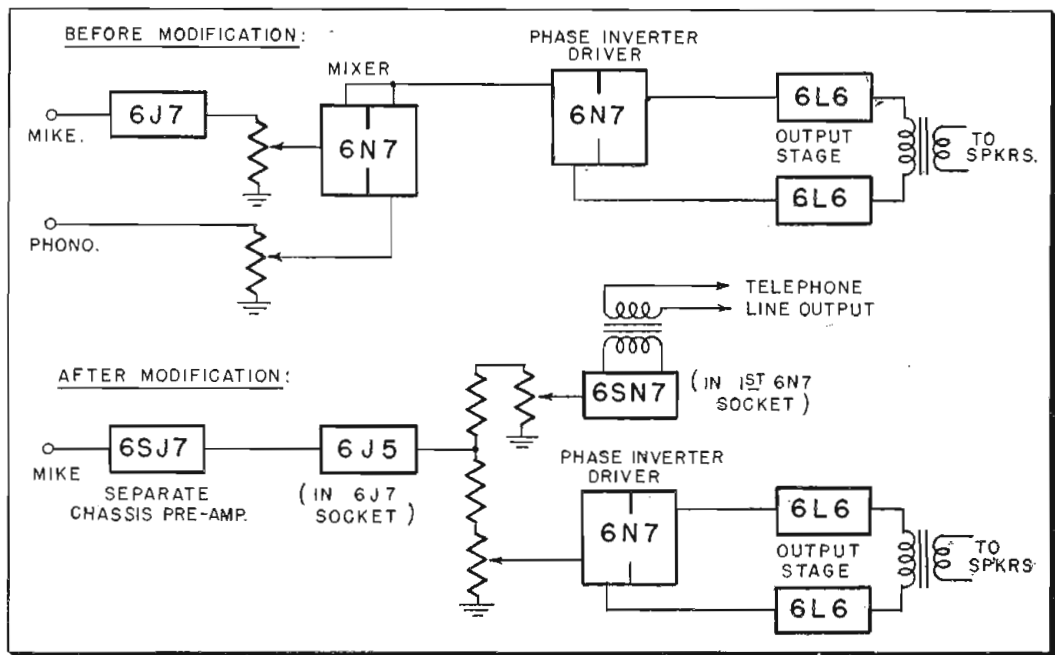 BEFORE MODIFICATION:
MIKE.
6J7
MIXER
6N7
PHONO.
PHASE INVERTER
DRIVER
6N7
6L6
OUTPUT
STAGE
6L6
TO
SPKRS.
AFTER MODIFICATION:
MIKE
6SJ7
SEPARATE
CHASSIS PRE-AMP.
6J5
(IN 6J7
SOCKET)
TELEPHONE
LINE OUTPUT
6SN7
(IN 1ST 6N7
SOCKET)
PHASE INVERTER
DRIVER
6N7
6L6
OUTPUT
STAGE
6L6
TO
SPKRS